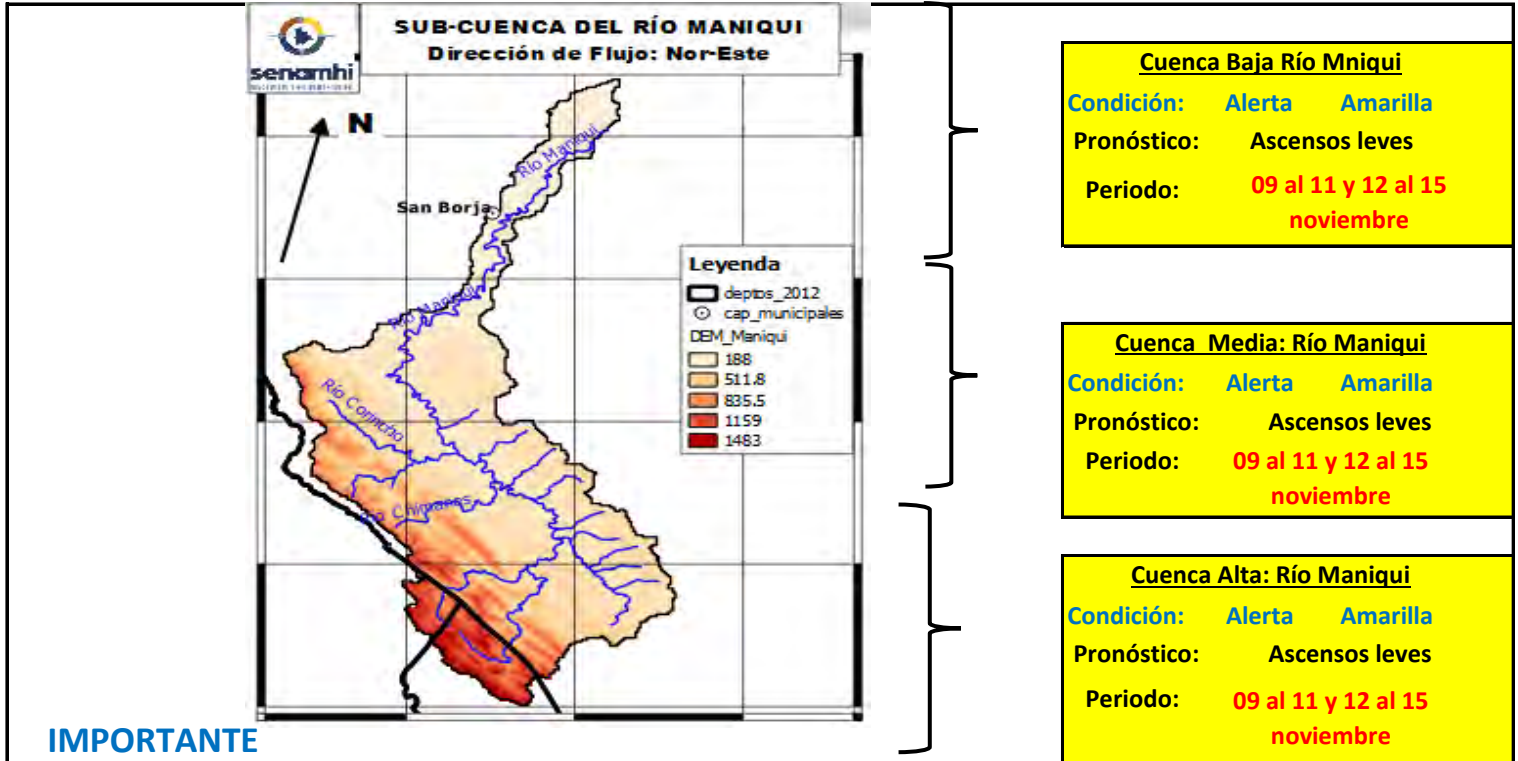 SUB-CUENCA DEL RÍO MANIQUI
Dirección de Flujo: Nor-Este
senamhi
N
Río Maniqui
San Borja
Río Maniqui
Río Chimanes
Leyenda
deptos_2012
cap_municipales
DEM_Maniqui
188
511.8
835.5
1159
1483
Cuenca Baja Río Mniqui
Condición: Alerta Amarilla
Pronóstico: Ascensos leves
Periodo: 09 al 11 y 12 al 15
noviembre
Cuenca Media: Río Maniqui
Condición: Alerta Amarilla
Pronóstico: Ascensos leves
Periodo: 09 al 11 y 12 al 15
noviembre
Cuenca Alta: Río Maniqui
Condición: Alerta Amarilla
Pronóstico: Ascensos leves
Periodo: 09 al 11 y 12 al 15
noviembre
IMPORTANTE